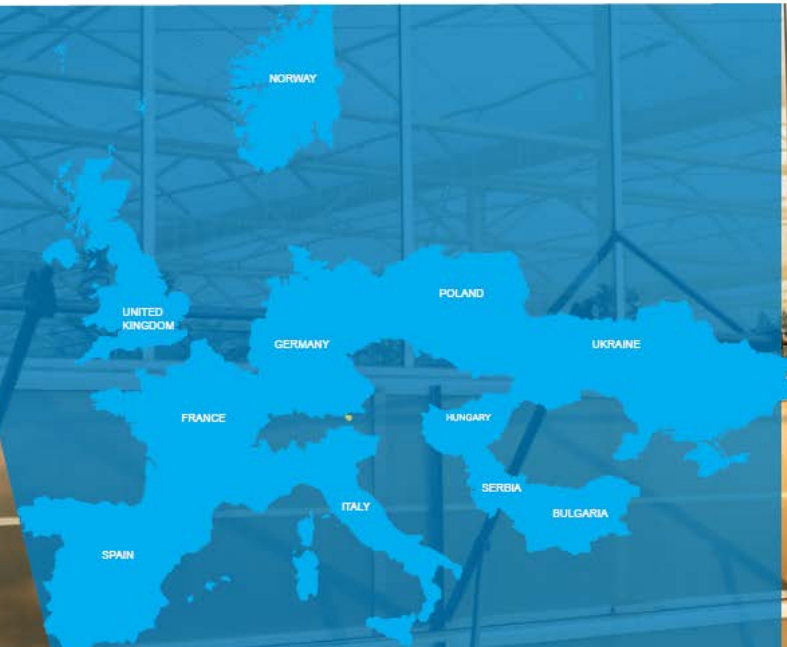 NORWAY
UNITED
KINGDOM
POLAND
GERMANY
UKRAINE
FRANCE
HUNGARY
SERBIA
ITALY
BULGARIA
SPAIN